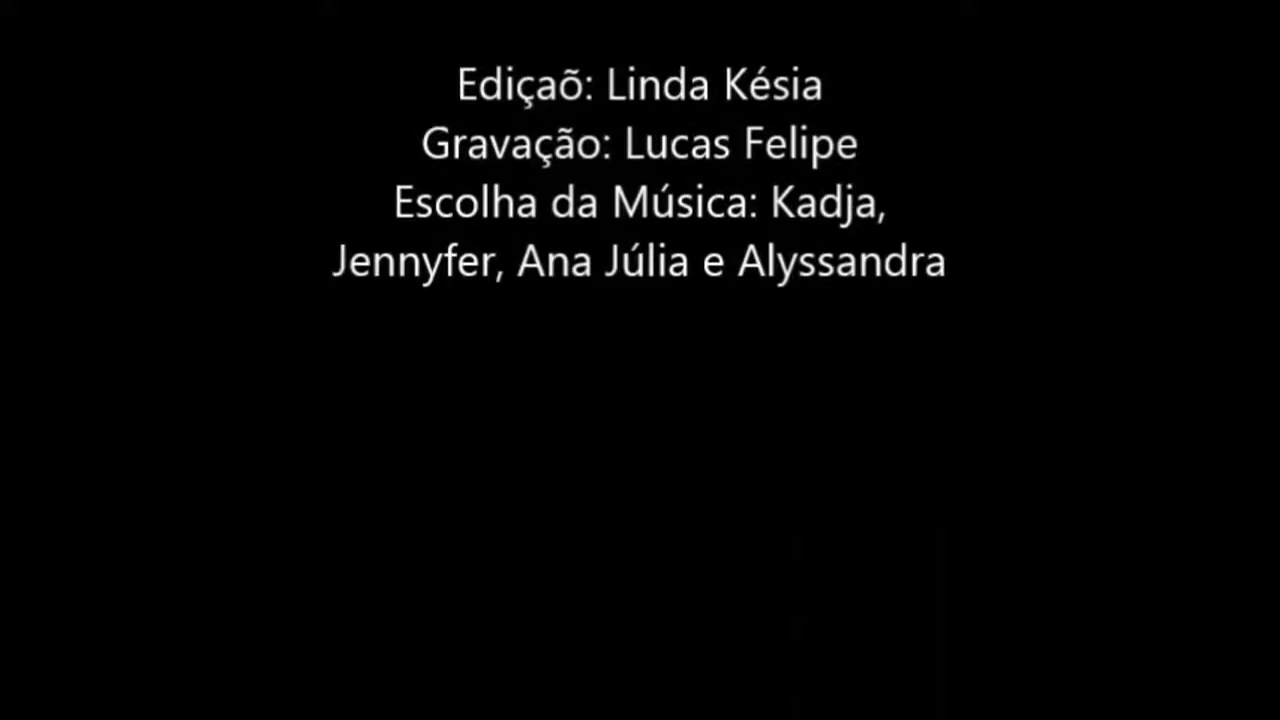 Ediçaõ: Linda Késia
Gravação: Lucas Felipe
Escolha da Música: Kadja,
Jennyfer, Ana Júlia e Alyssandra